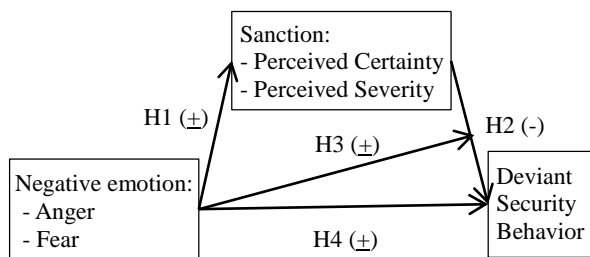 Sanction:
- Perceived Certainty
- Perceived Severity
H1 (±)
H3 (±)
H2 (-)
Negative emotion:
- Anger
- Fear
Deviant
Security
Behavior
H4 (±)